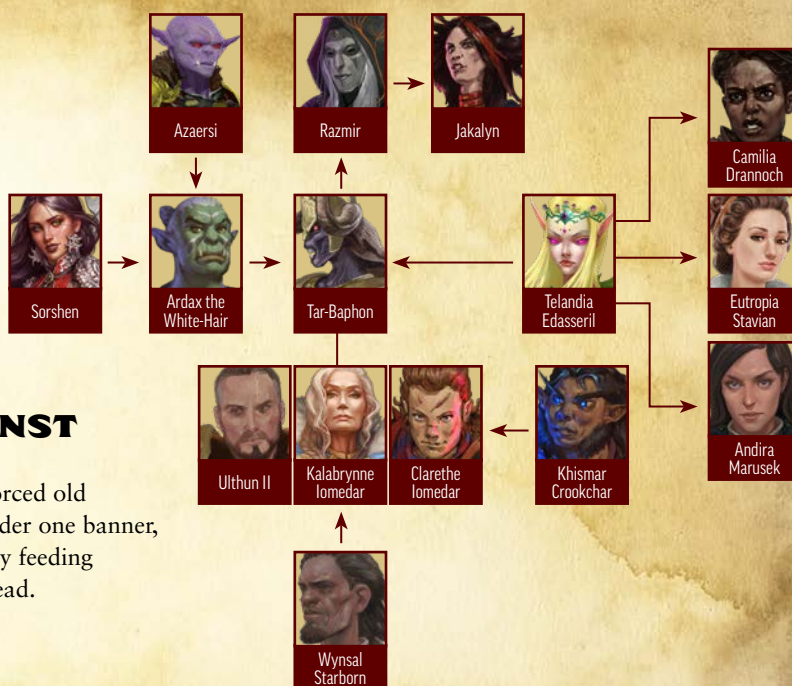 Azaersi
Razmir
Jakalyn
Camilia
Drannoch
Sorshen
Ardax the
White-Hair
Tar-Baphon
Telandia
Edasseril
Eutropia
Stavian
NST
Ulthun II
Kalabrynne
Iomedar
Clarethe
Iomedar
Khismar
Crookchar
Andira
Marusek
orced old
der one banner,
y feeding
ead.
Wynsal
Starborn